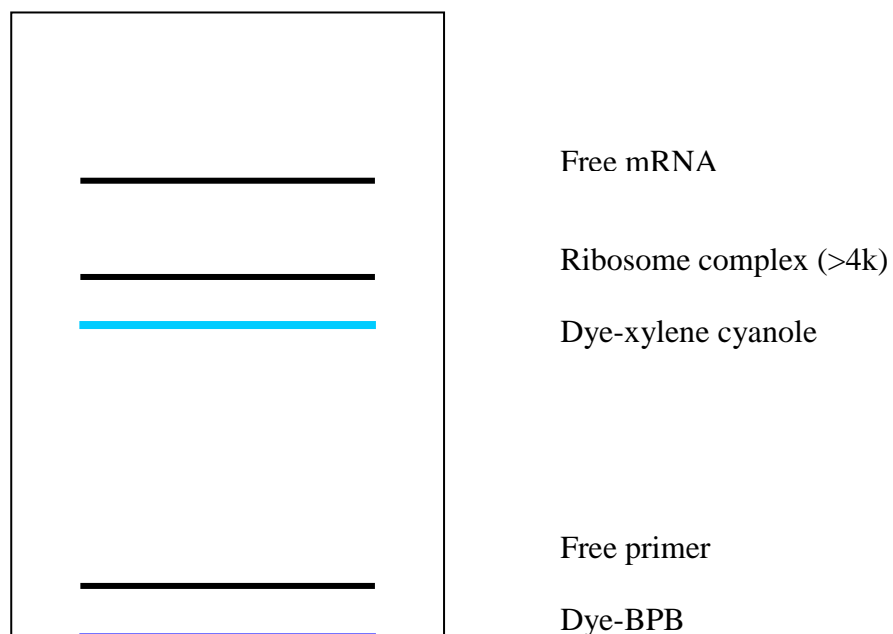 Free mRNA
Ribosome complex (>4k)
Dye-xylene cyanole
Free primer
Dye-BPB